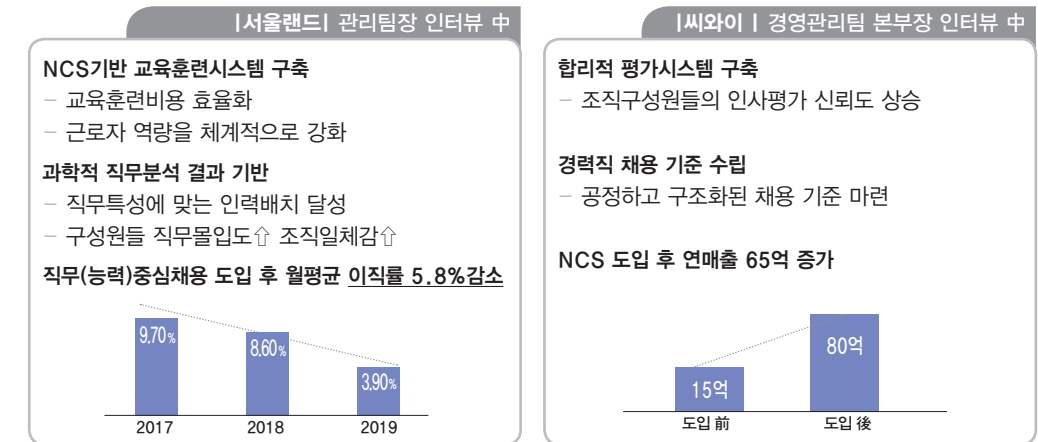 |서울랜드| 관리팀장 인터뷰 中
NCS기반 교육훈련시스템 구축
- 교육훈련비용 효율화
- 근로자 역량을 체계적으로 강화
과학적 직무분석 결과 기반
- 직무특성에 맞는 인력배치 달성
- 구성원들 직무몰입도⇧ 조직일체감⇧
직무(능력)중심채용 도입 후 월평균 이직률 5.8%감소
9.70%
8.60%
3.90%
2017
2018
2019
|씨와이| 경영관리팀 본부장 인터뷰 中
합리적 평가시스템 구축
- 조직구성원들의 인사평가 신뢰도 상승
경력직 채용 기준 수립
- 공정하고 구조화된 채용 기준 마련
NCS 도입 후 연매출 65억 증가
15억
80억
도입 前
도입 後